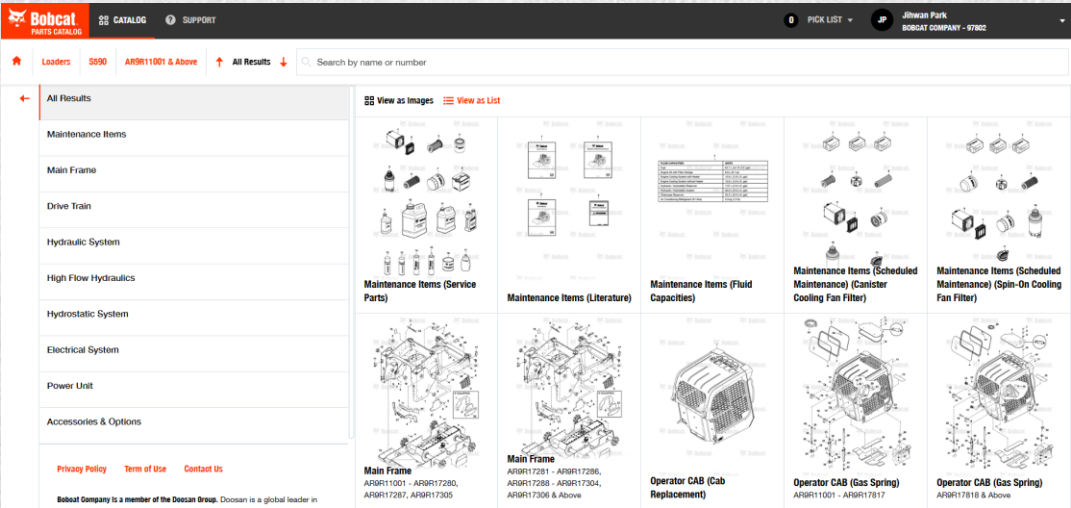 Bobcat
PARTS CATALOG
CATALOG
SUPPORT
0 PICK LIST
JP
Jihwan Park
BOBCAT COMPANY - 97802
Loaders
S590
AR9R11001 & Above
All Results
Search by name or number
All Results
Maintenance Items
Main Frame
Drive Train
Hydraulic System
High Flow Hydraulics
Hydrostatic System
Electrical System
Power Unit
Accessories & Options
Privacy Policy
Term of Use
Contact Us
Bobcat Company is a member of the Doosan Group. Doosan is a global leader in
View as Images
View as List
Maintenance Items (Service
Parts)
Maintenance Items (Literature)
Maintenance Items (Fluid
Capacities)
Maintenance Items (Scheduled
Maintenance) (Canister
Cooling Fan Filter)
Maintenance Items (Scheduled
Maintenance) (Spin-On Cooling
Fan Filter)
Main Frame
AR9R11001 - AR9R17280,
AR9R17287, AR9R17305
Main Frame
AR9R17281 - AR9R17286,
AR9R17288 - AR9R17304,
AR9R17306 & Above
Operator CAB (Cab
Replacement)
Operator CAB (Gas Spring)
AR9R11001 - AR9R17817
Operator CAB (Gas Spring)
AR9R17818 & Above